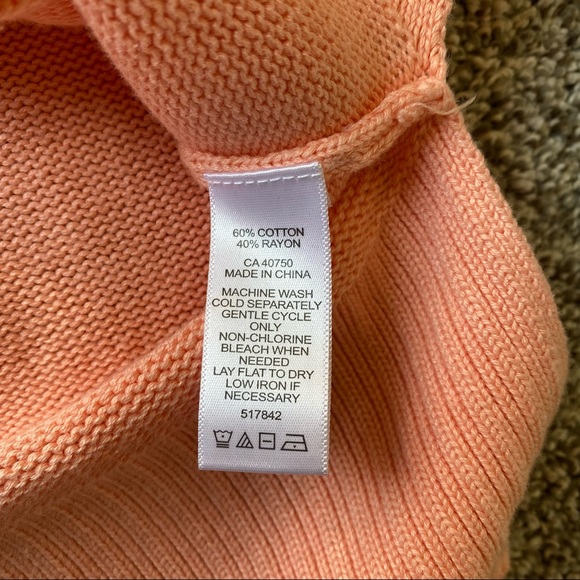 60% COTTON
40% RAYON
CA 40750
MADE IN CHINA
MACHINE WASH
COLD SEPARATELY
GENTLE CYCLE
ONLY
NON-CHLORINE
BLEACH WHEN
NEEDED
LAY FLAT TO DRY
LOW IRON IF
NECESSARY
517842